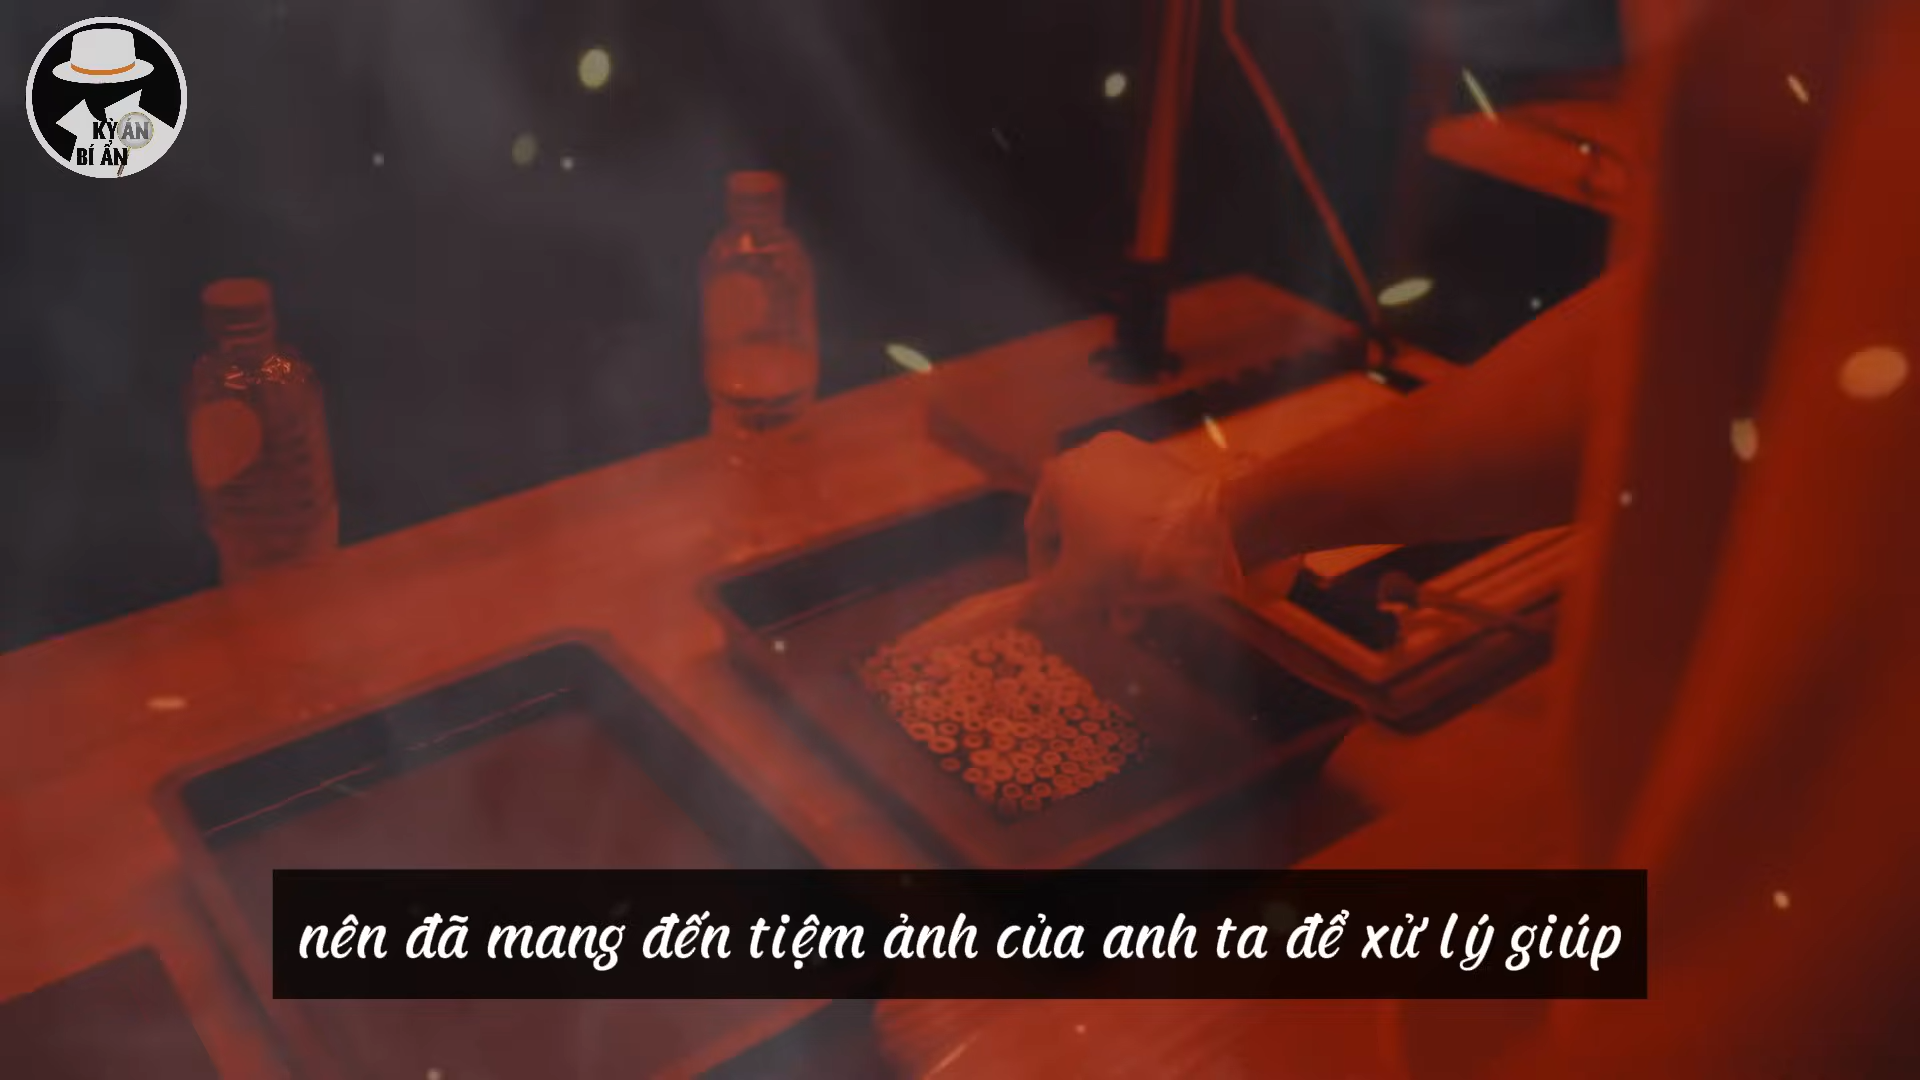 KỲ ÁN
BÍ ẨN
nên đã mang đến tiệm ảnh của anh ta để xử lý giúp